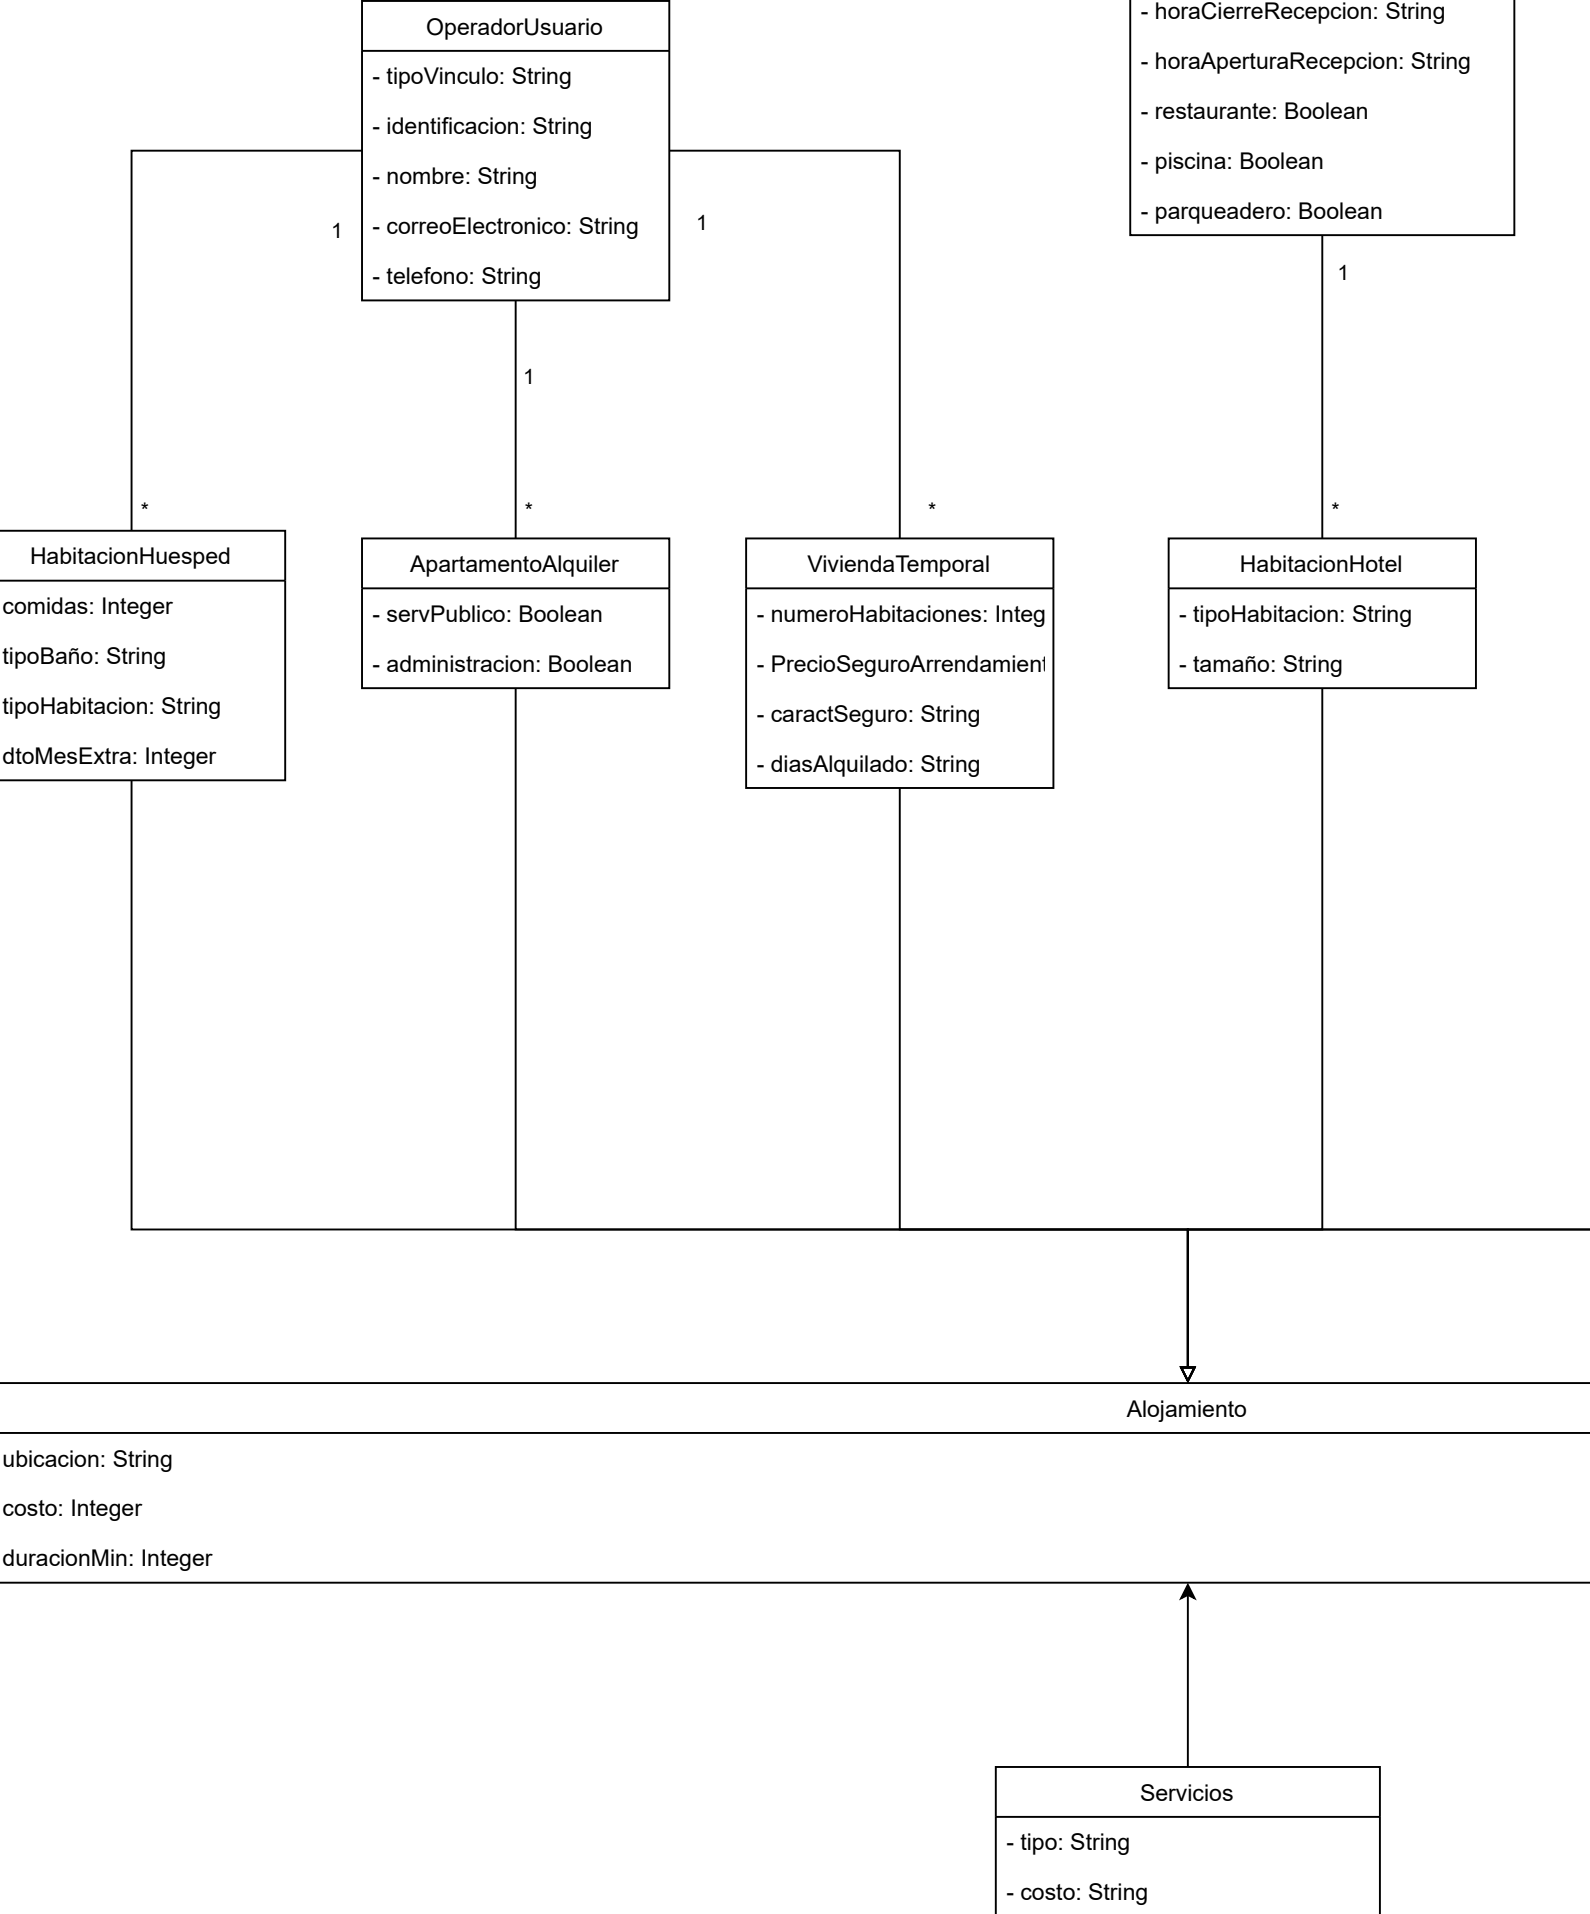 OperadorUsuario
- tipoVinculo: String
- identificacion: String
- nombre: String
- correoElectronico: String
- telefono: String
- horaCierreRecepcion: String
- horaAperturaRecepcion: String
- restaurante: Boolean
- piscina: Boolean
- parqueadero: Boolean
1
1
1
1
*
*
*
*
HabitacionHuesped
comidas: Integer
tipoBaño: String
tipoHabitacion: String
dtoMesExtra: Integer
ApartamentoAlquiler
- servPublico: Boolean
- administracion: Boolean
ViviendaTemporal
- numeroHabitaciones: Integ
- PrecioSeguroArrendamient
- caractSeguro: String
- diasAlquilado: String
HabitacionHotel
- tipoHabitacion: String
- tamaño: String
Alojamiento
ubicacion: String
costo: Integer
duracionMin: Integer
Servicios
- tipo: String
- costo: String